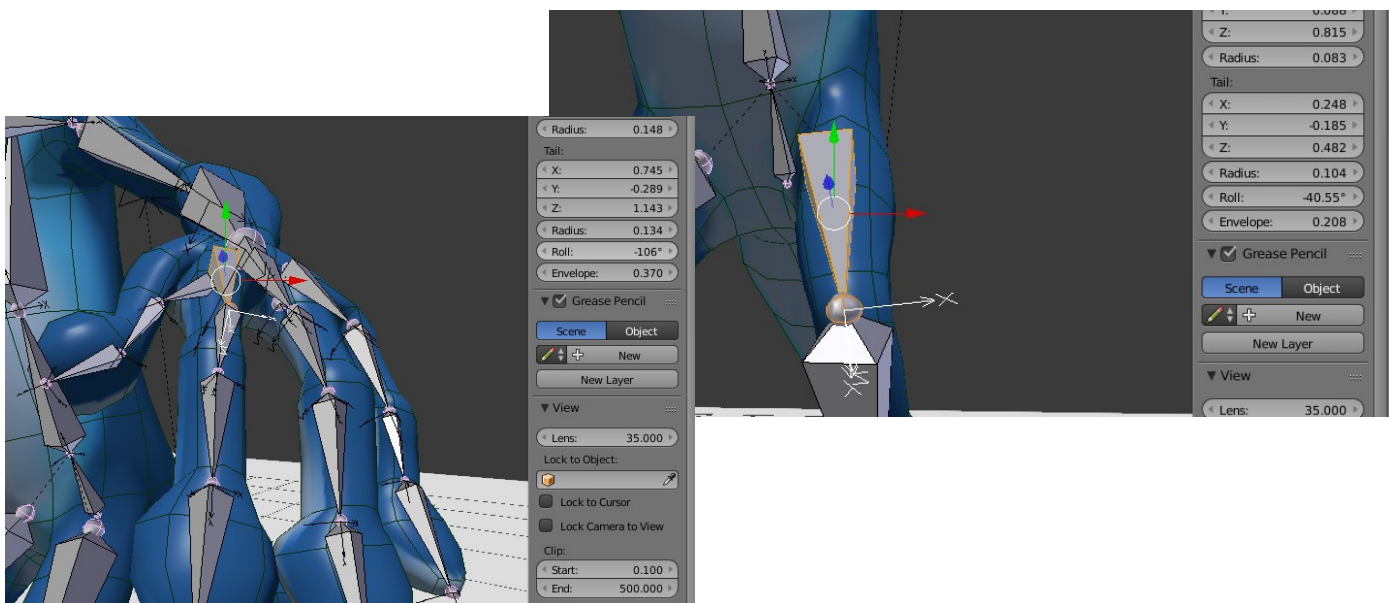 Radius: 0.148
Tail:
X: 0.745
Y: -0.289
Z: 1.143
Radius: 0.134
Roll: -106°
Envelope: 0.370
Grease Pencil
Scene Object
New
New Layer
View
Lens: 35.000
Lock to Object:
Lock to Cursor
Lock Camera to View
Clip:
Start: 0.100
End: 500.000
Z: 0.815
Radius: 0.083
Tail:
X: 0.248
Y: -0.185
Z: 0.482
Radius: 0.104
Roll: -40.55°
Envelope: 0.208
Grease Pencil
Scene Object
New
New Layer
View
Lens: 35.000